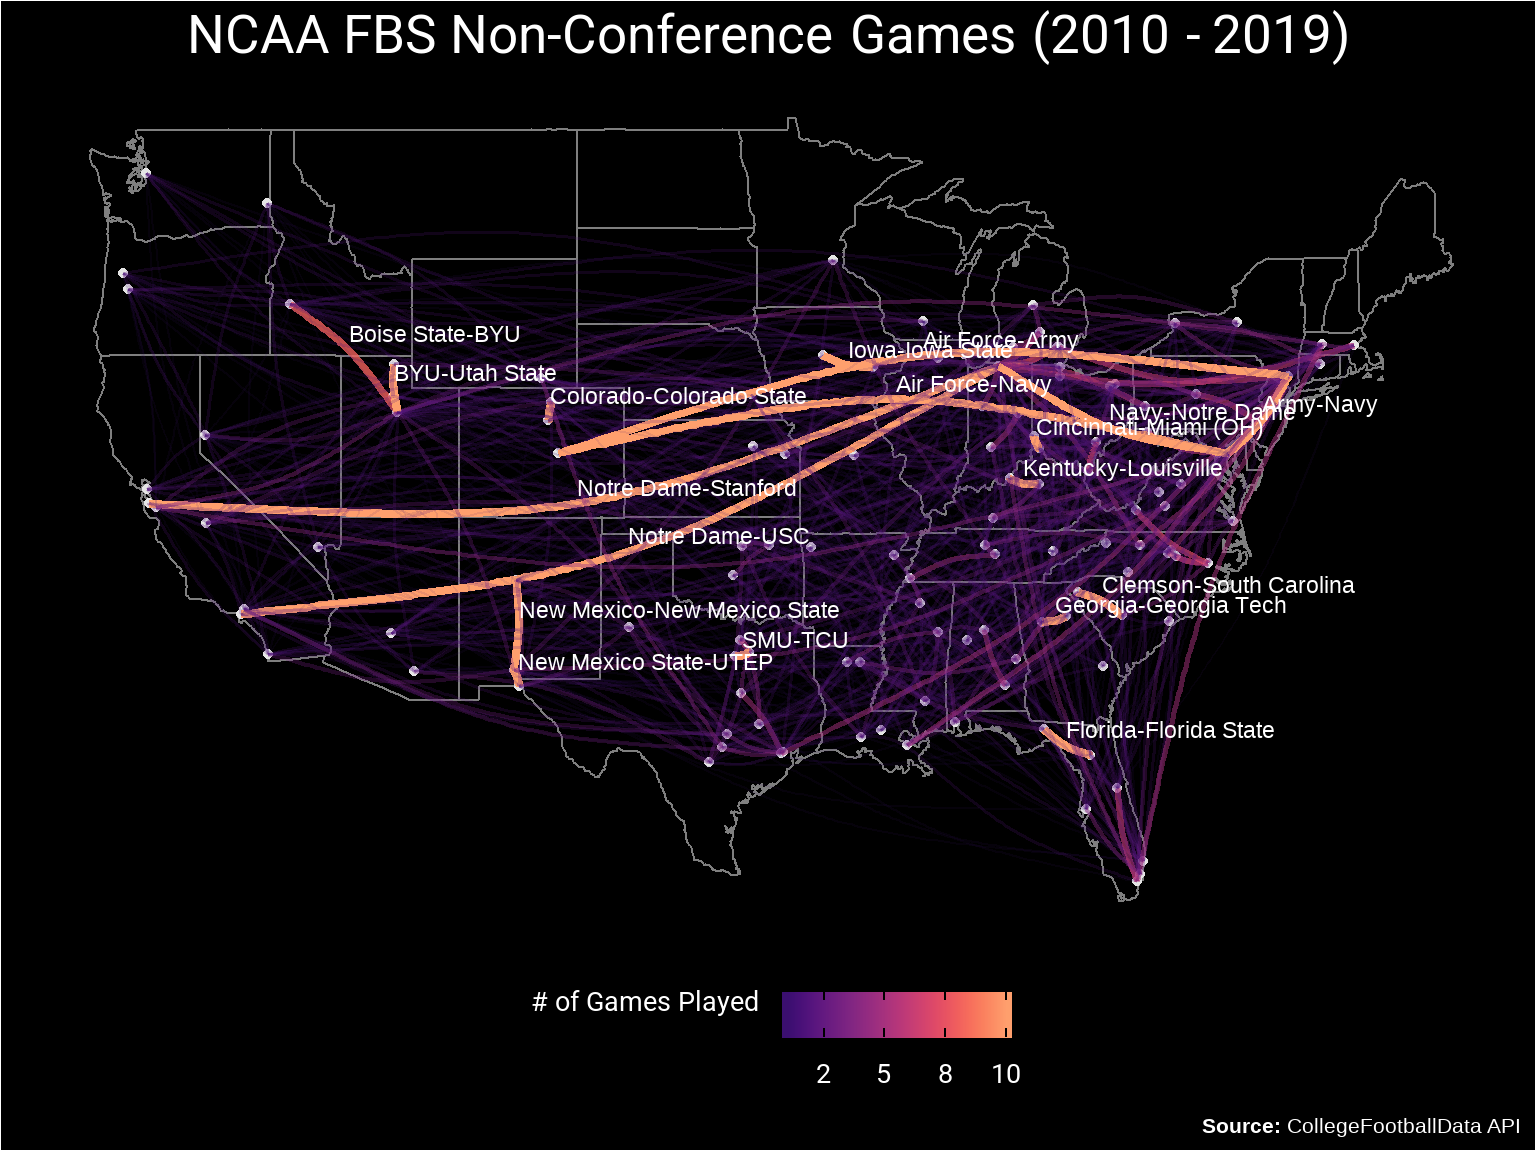 NCAA FBS Non-Conference Games (2010 - 2019)
Boise State-BYU
Air Force-Army
Iowa-Iowa State
BYU-Utah State
Air Force-Navy
Colorado-Colorado State
Army-Navy
Navy-Notre Dame
Cincinnati-Miami (OH)
Kentucky-Louisville
Notre Dame-Stanford
Notre Dame-USC
Clemson-South Carolina
Georgia-Georgia Tech
New Mexico-New Mexico State
SMU-TCU
New Mexico State-UTEP
Florida-Florida State
# of Games Played
2 5 8 10
Source: CollegeFootballData API